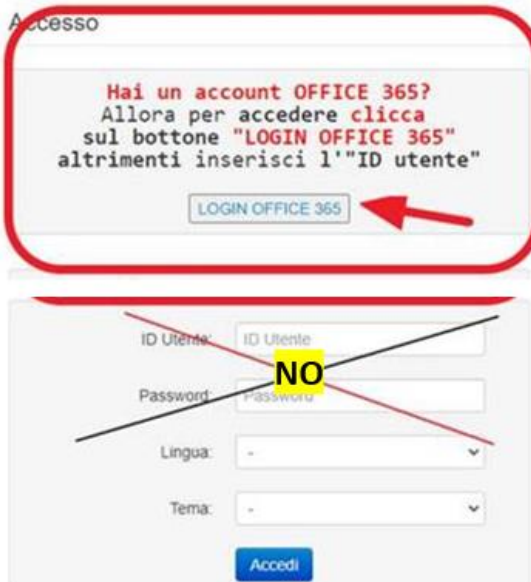 Accesso
Hai un account OFFICE 365?
Allora per accedere clicca
sul bottone "LOGIN OFFICE 365"
altrimenti inserisci l'"ID utente"
LOGIN OFFICE 365
ID Utente: ID Utente
NO
Password: Password
Lingua: -
Tema: -
Accedi